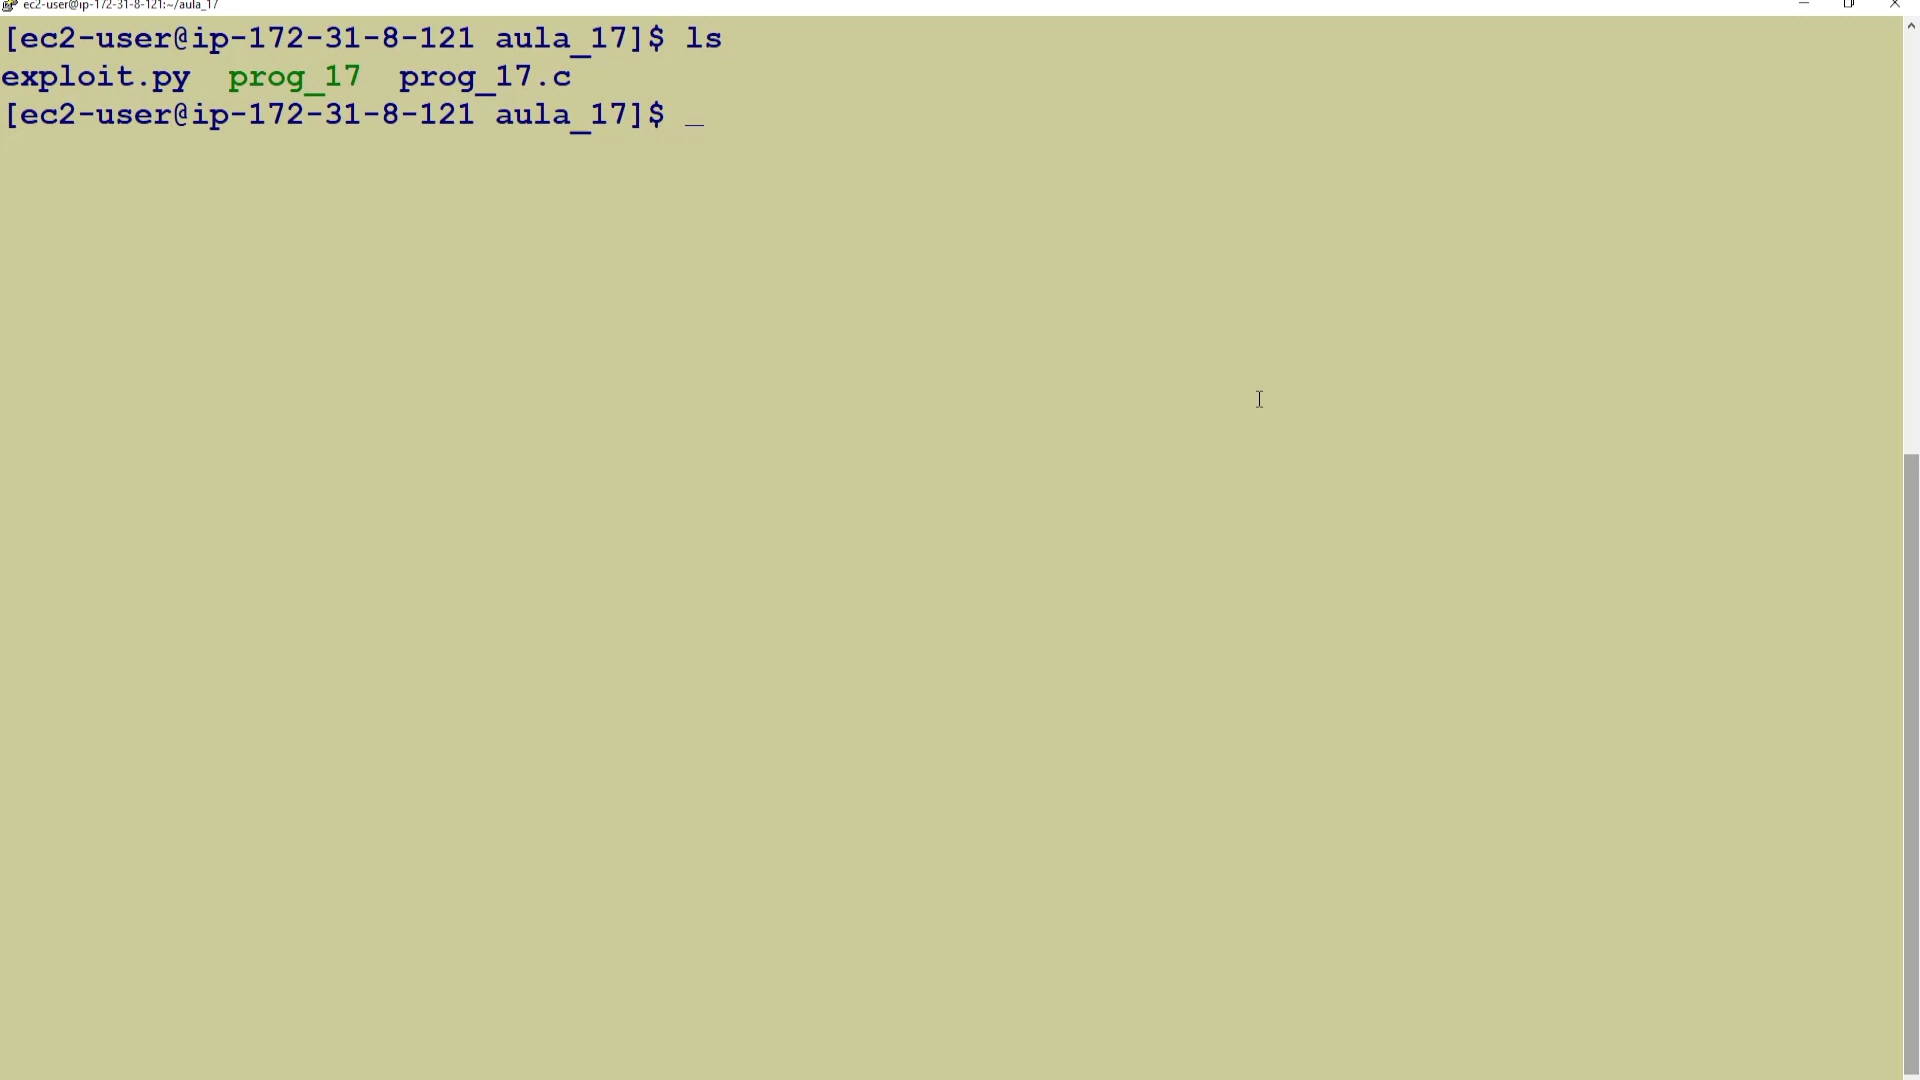 ec2-user@ip-172-31-8-121:~/aula_17
[ec2-user@ip-172-31-8-121 aula_17]$ ls
exploit.py  prog_17  prog_17.c
[ec2-user@ip-172-31-8-121 aula_17]$ _